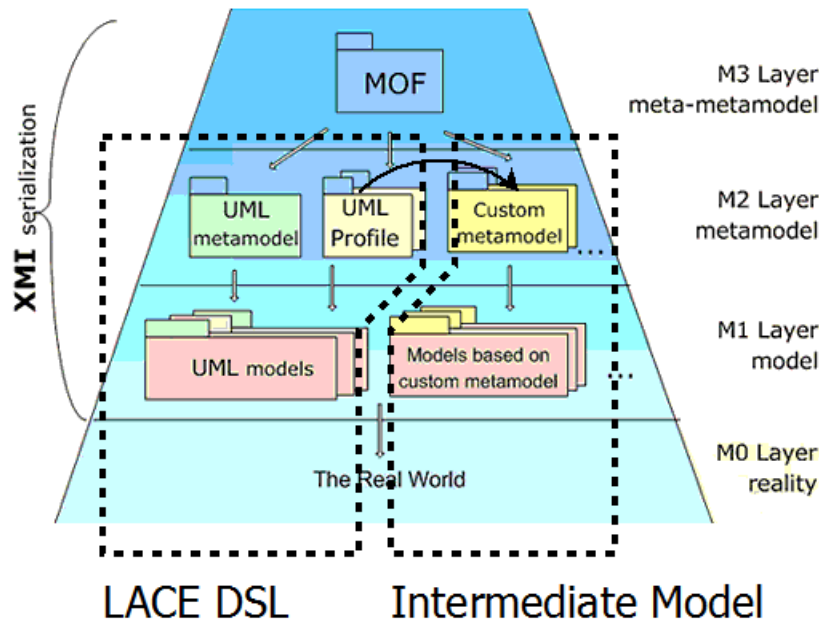 MOF
M3 Layer
meta-metamodel
XMI serialization
UML
metamodel
UML
Profile
Custom
metamodel
...
M2 Layer
metamodel
UML models
Models based on
custom metamodel
...
M1 Layer
model
The Real World
M0 Layer
reality
LACE DSL
Intermediate Model